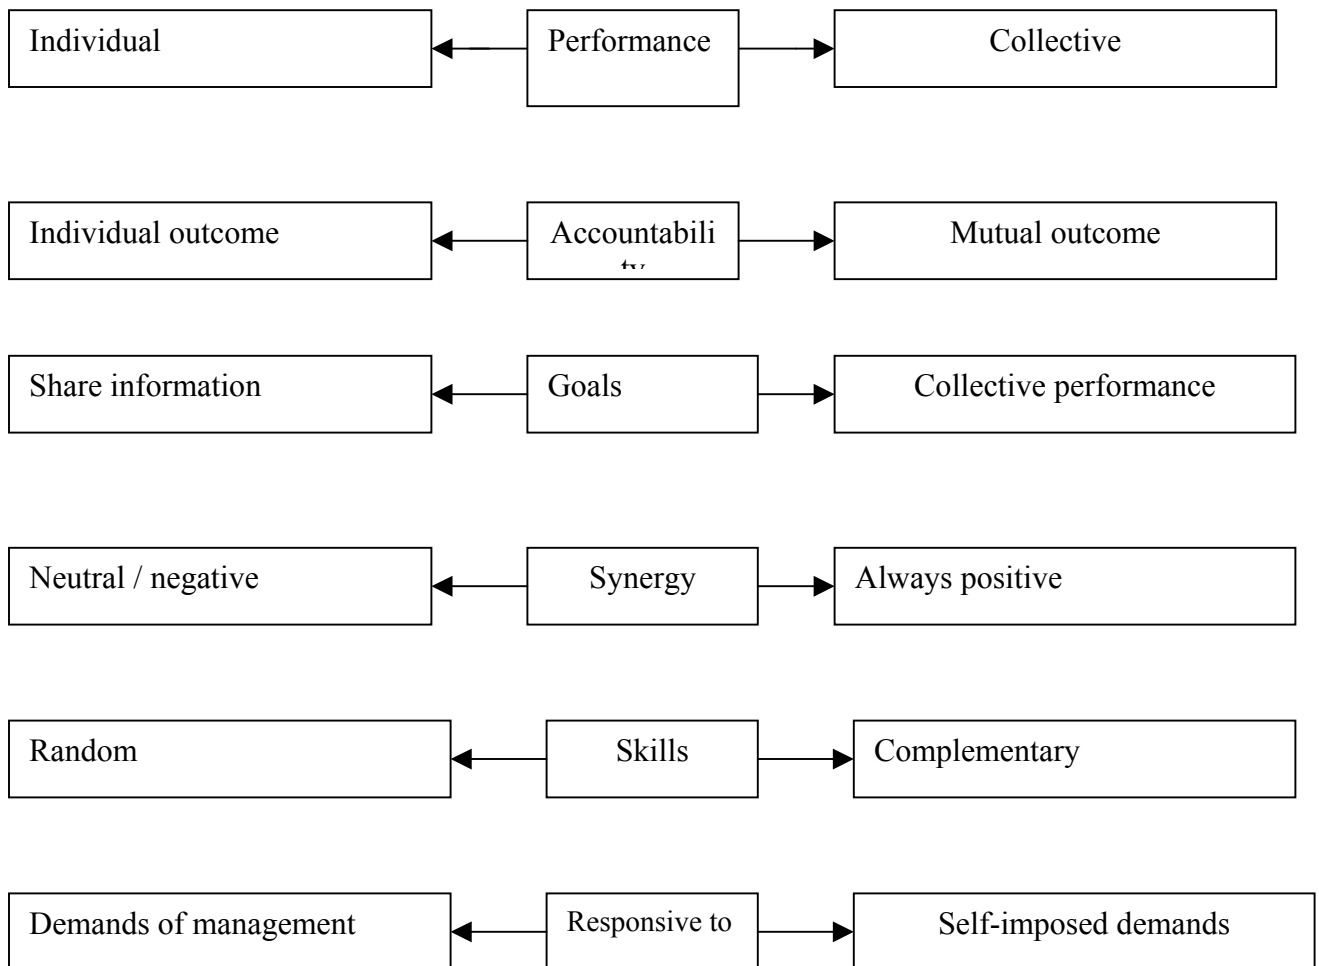 Individual
Performance
Collective
Individual outcome
Accountabili
ty
Mutual outcome
Share information
Goals
Collective performance
Neutral / negative
Synergy
Always positive
Random
Skills
Complementary
Demands of management
Responsive to
Self-imposed demands